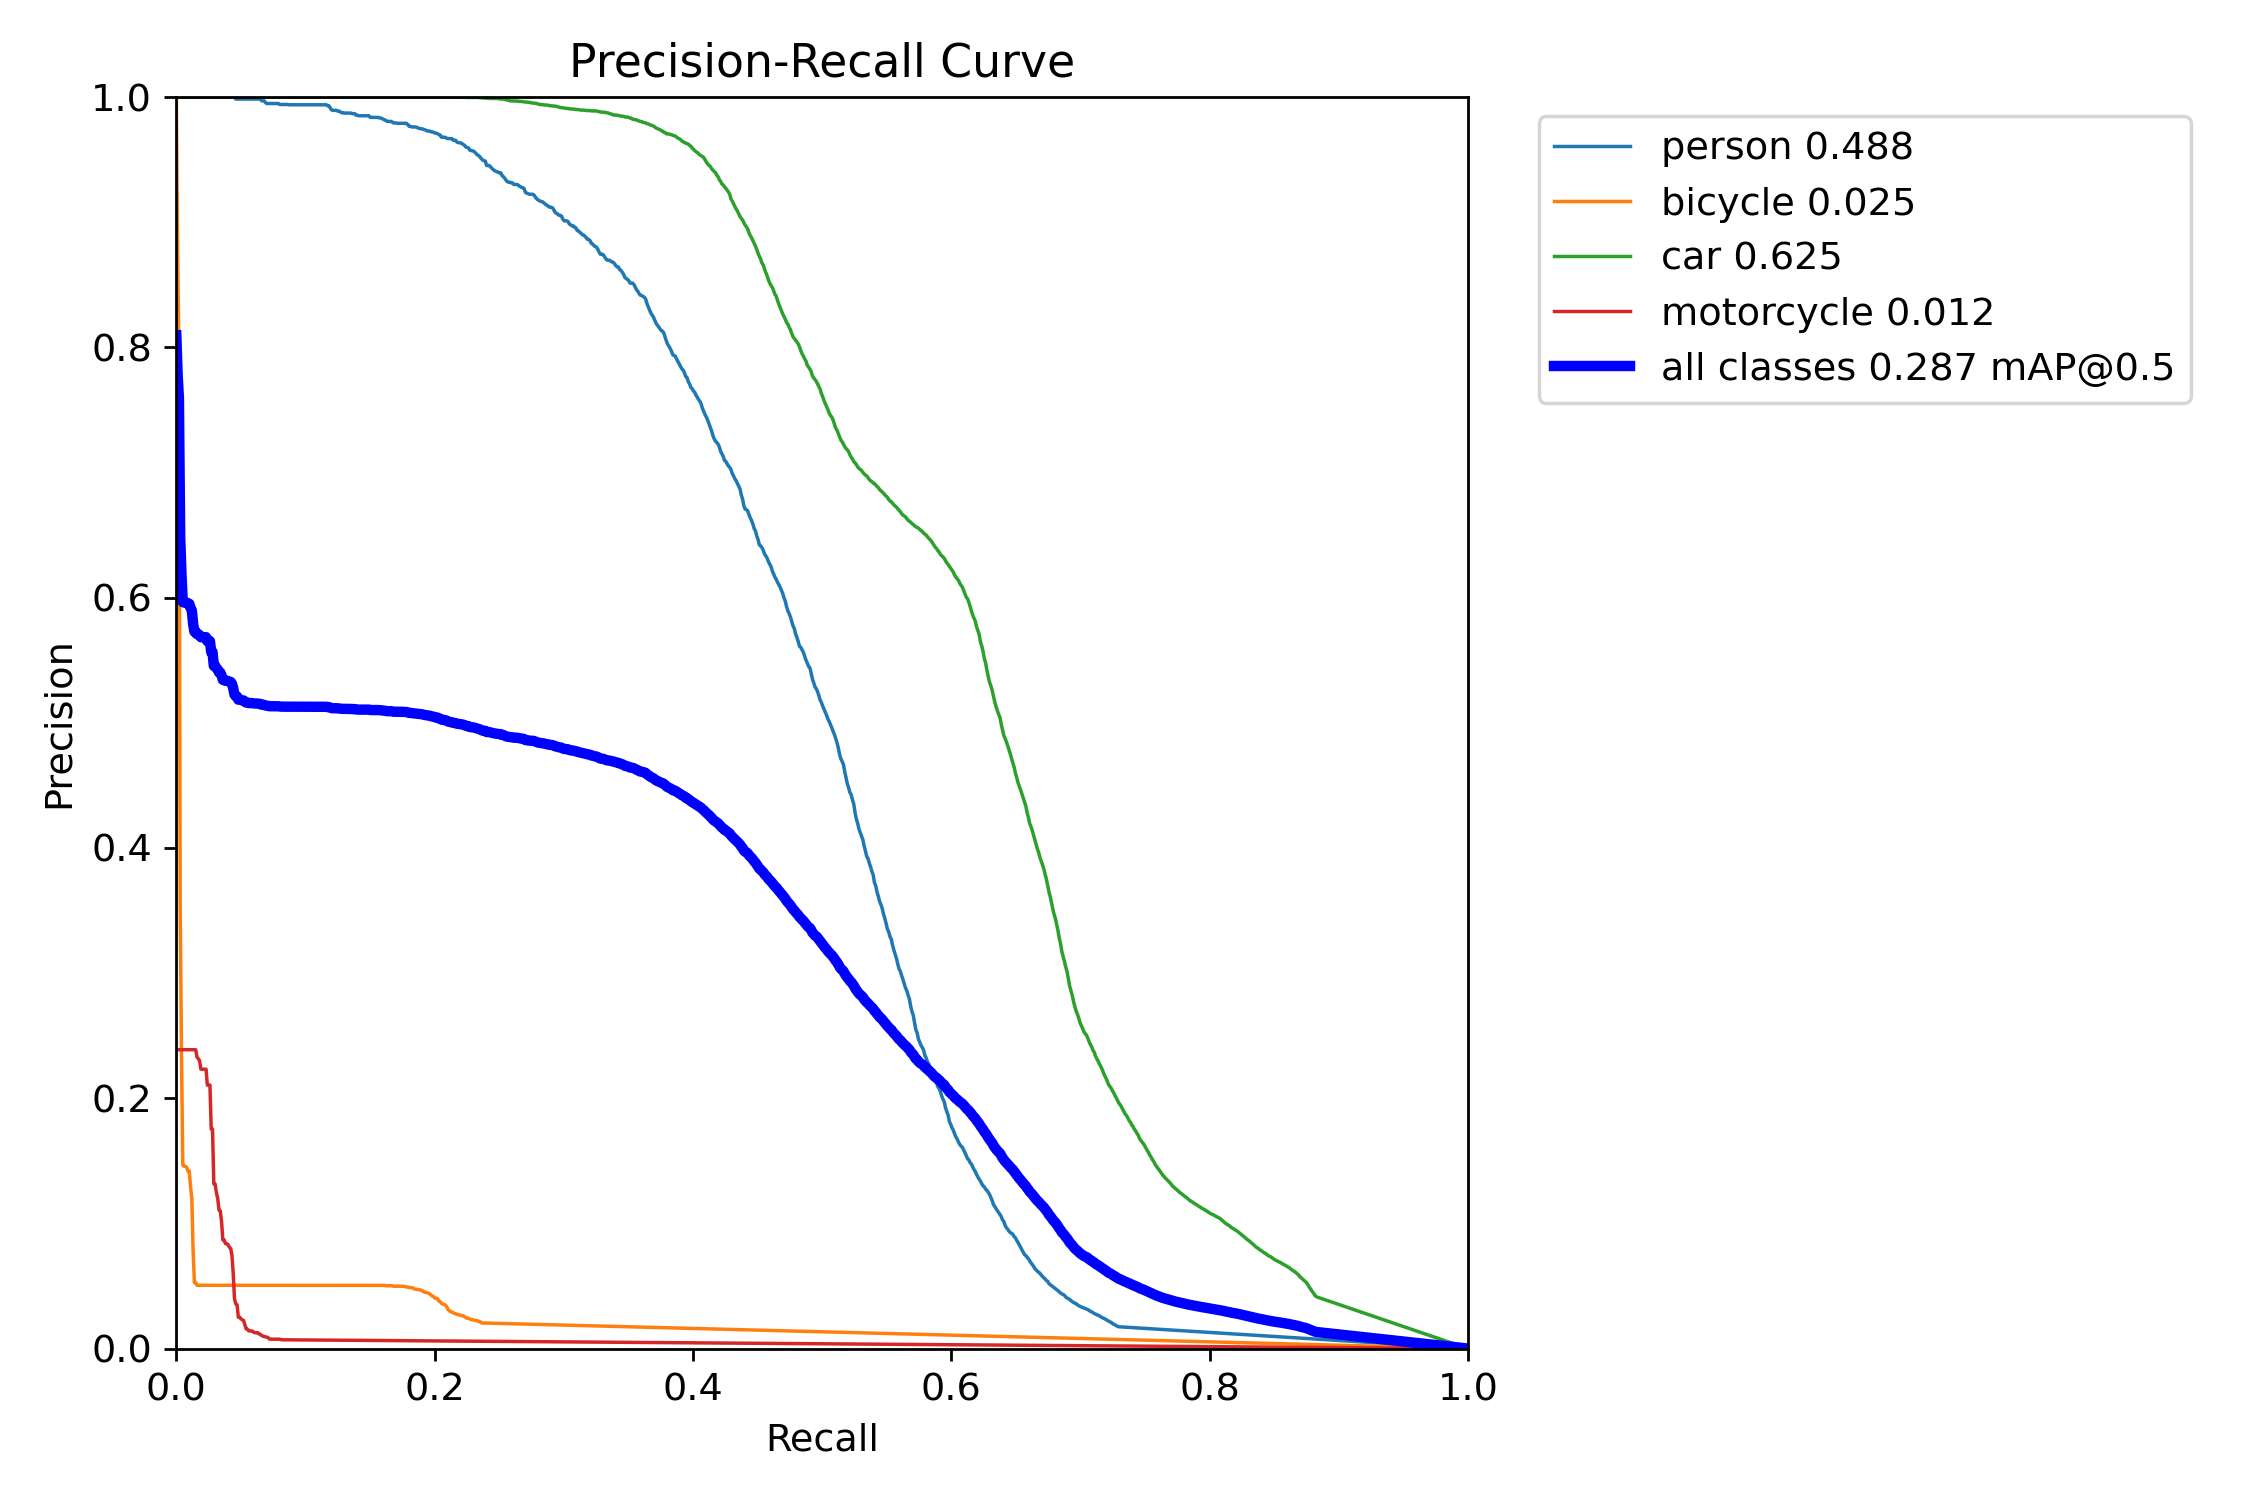 Precision-Recall Curve
1.0
0.8
0.6
0.4
0.2
0.0
Precision
0.0 0.2 0.4 0.6 0.8 1.0
Recall
person 0.488
bicycle 0.025
car 0.625
motorcycle 0.012
all classes 0.287 mAP@0.5